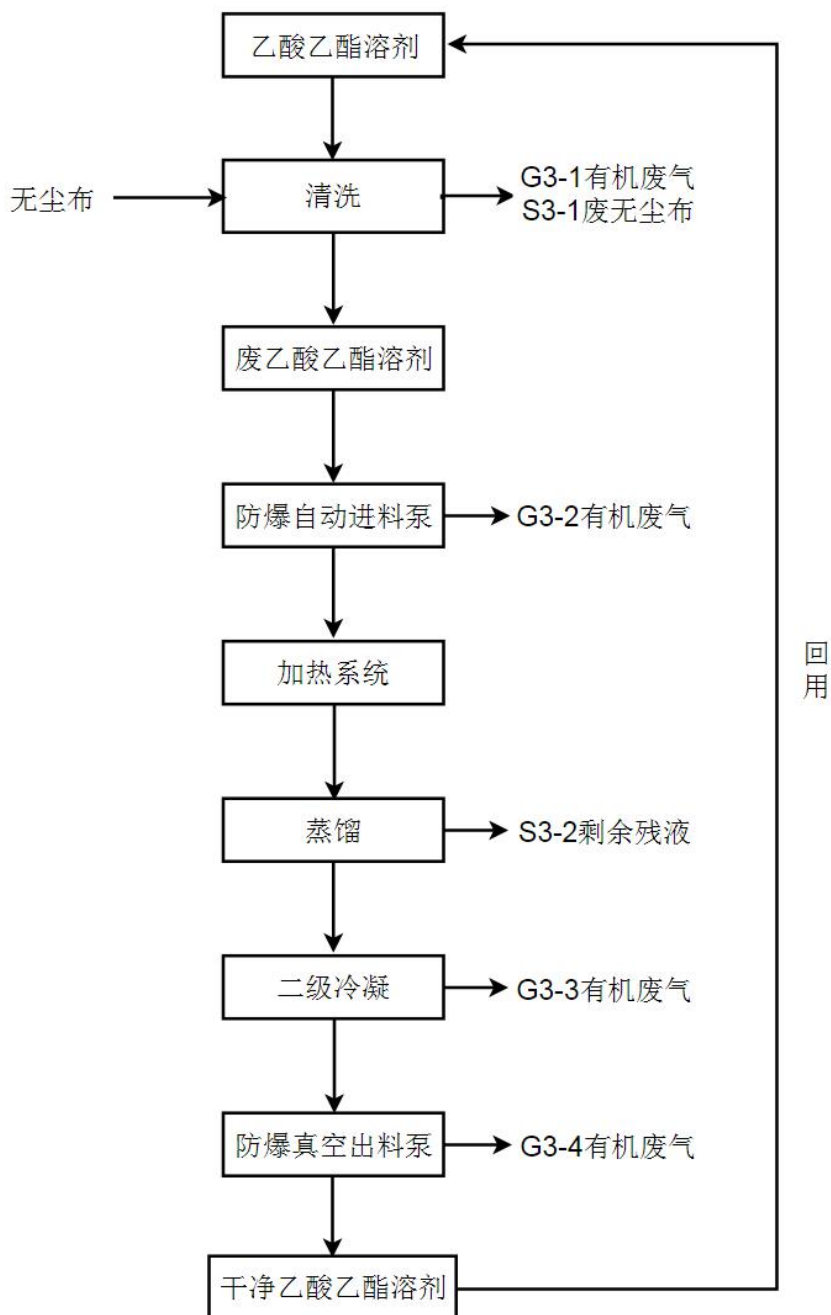 乙酸乙酯溶剂
无尘布
清洗
G3-1有机废气
S3-1废无尘布
废乙酸乙酯溶剂
防爆自动进料泵
G3-2有机废气
加热系统
回
用
蒸馏
S3-2剩余残液
二级冷凝
G3-3有机废气
防爆真空出料泵
G3-4有机废气
干净乙酸乙酯溶剂